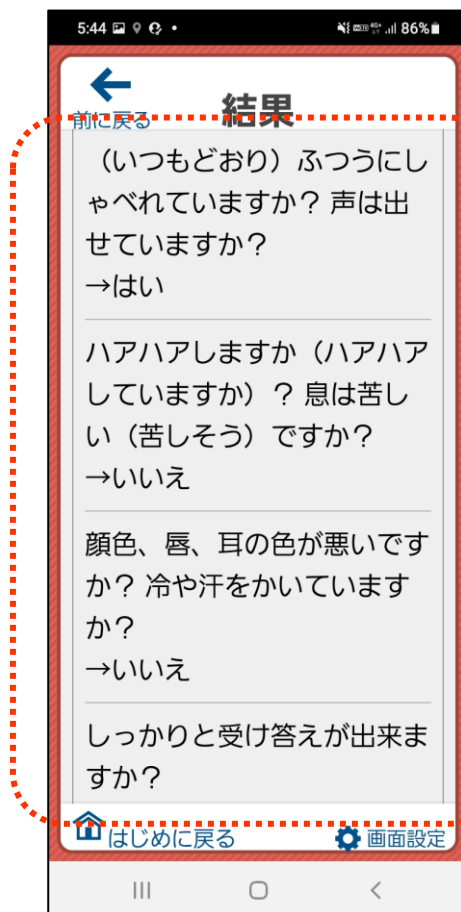 5:44
86%
前に戻る
結果
（いつもどおり）ふつうにし
ゃべれていますか？ 声は出
せていますか？
→はい
ハアハアしますか（ハアハア
していますか）？ 息は苦し
い（苦しそう）ですか？
→いいえ
顔色、唇、耳の色が悪いです
か？ 冷や汗をかいています
か？
→いいえ
しっかりと受け答えが出来ま
すか？
はじめに戻る
画面設定